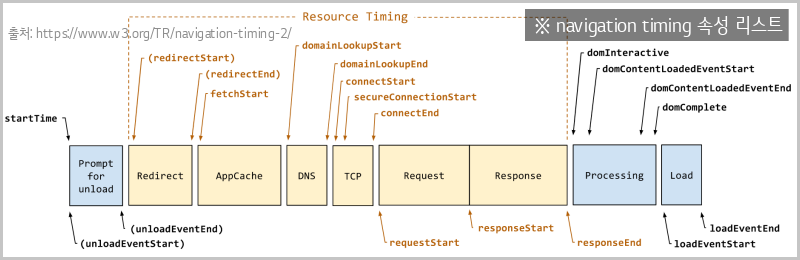 Resource Timing
※ navigation timing 속성 리스트
출처: https://www.w3.org/TR/navigation-timing-2/
(redirectStart)
(redirectEnd)
fetchStart
domainLookupStart
domainLookupEnd
connectStart
secureConnectionStart
connectEnd
domInteractive
domContentLoadedEventStart
domContentLoadedEventEnd
domComplete
startTime
Prompt
for
unload
Redirect
AppCache
DNS
TCP
Request
Response
Processing
Load
(unloadEventEnd)
(unloadEventStart)
requestStart
responseStart
responseEnd
loadEventEnd
loadEventStart